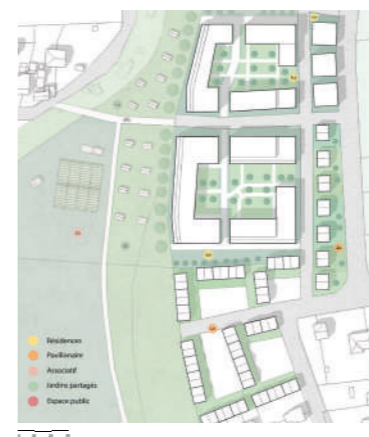 Résidences
Pavillonaire
Associatif
Jardins partagés
Espace public